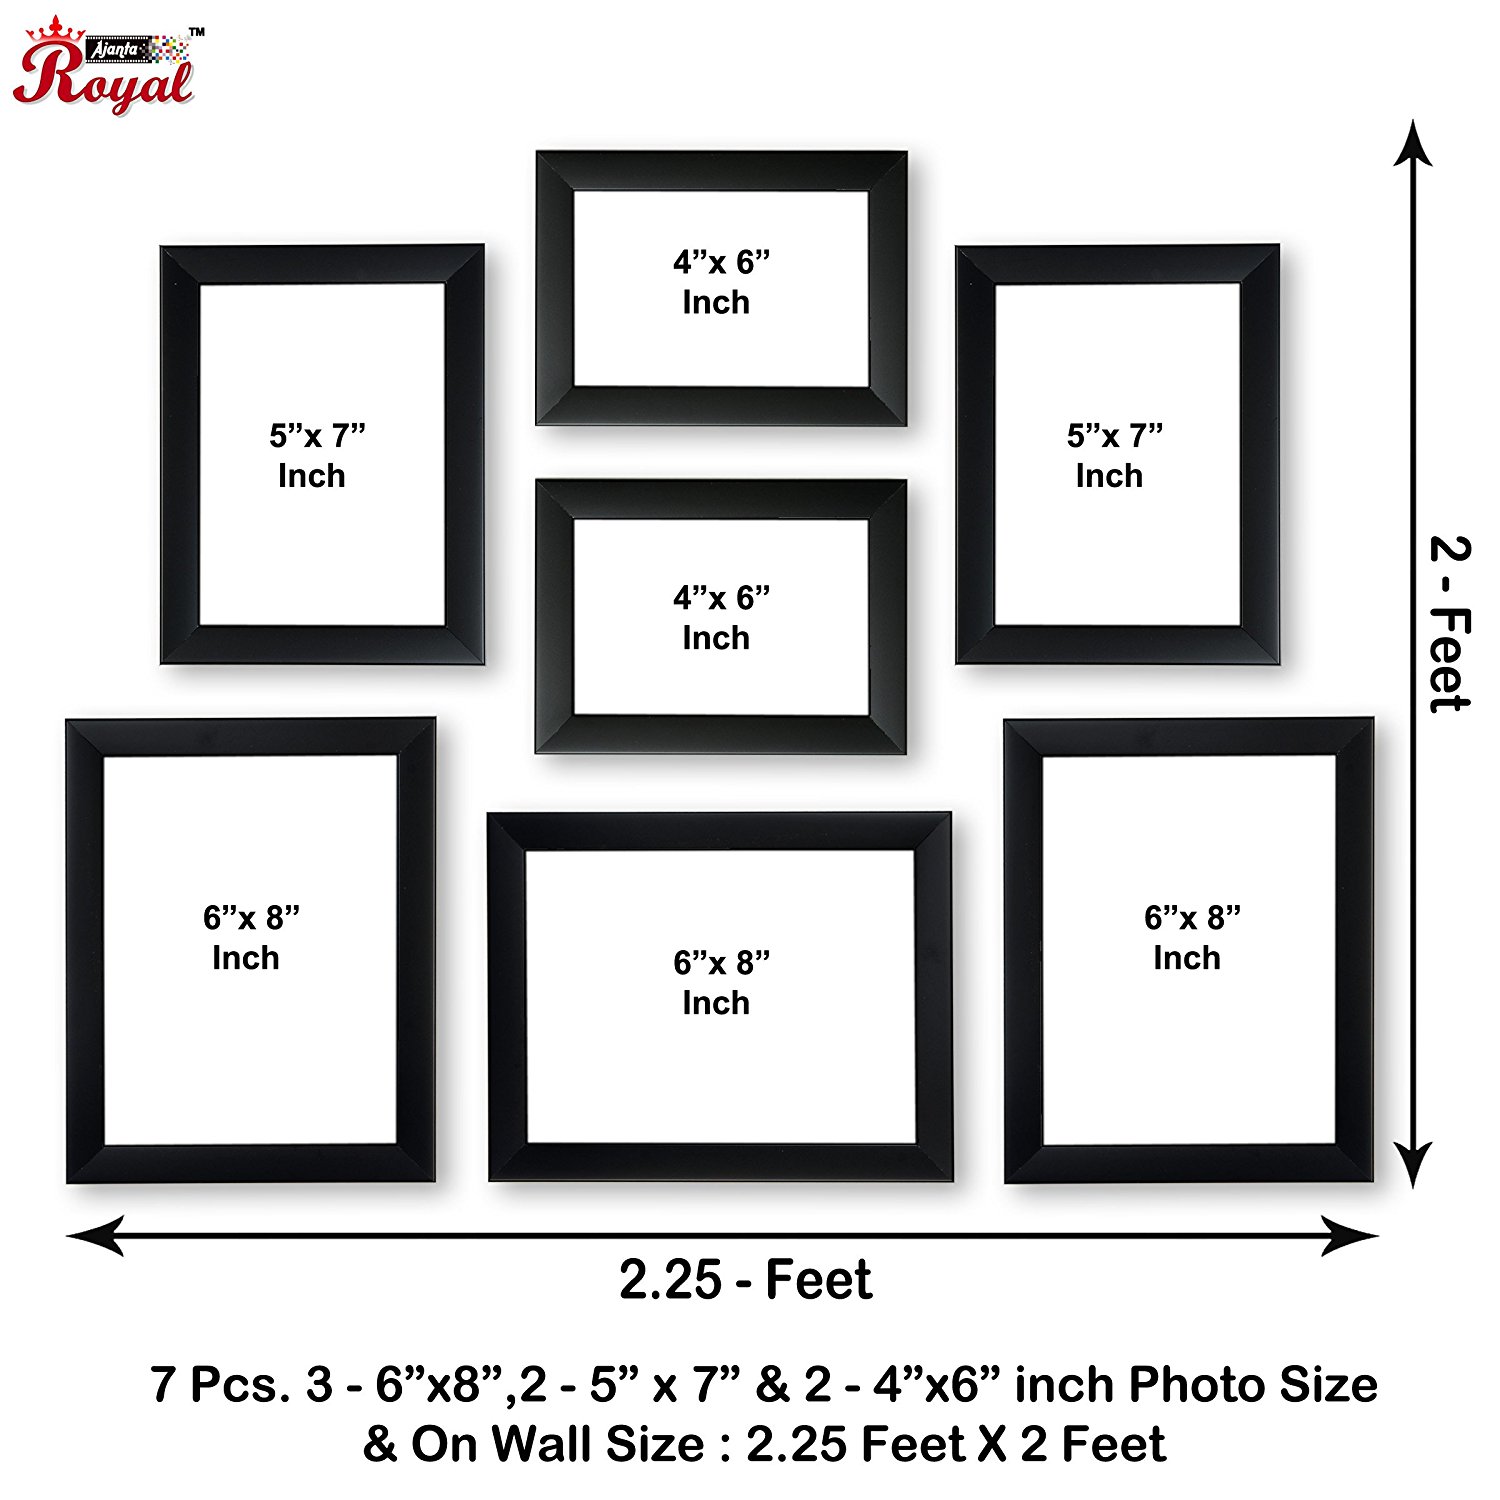 Ajanta
Royal
TM
4”x 6”
Inch
5”x 7”
Inch
5”x 7”
Inch
4”x 6”
Inch
6”x 8”
Inch
6”x 8”
Inch
6”x 8”
Inch
2 - Feet
2.25 - Feet
7 Pcs. 3 - 6”x8”,2 - 5” x 7” & 2 - 4”x6” inch Photo Size
& On Wall Size : 2.25 Feet X 2 Feet